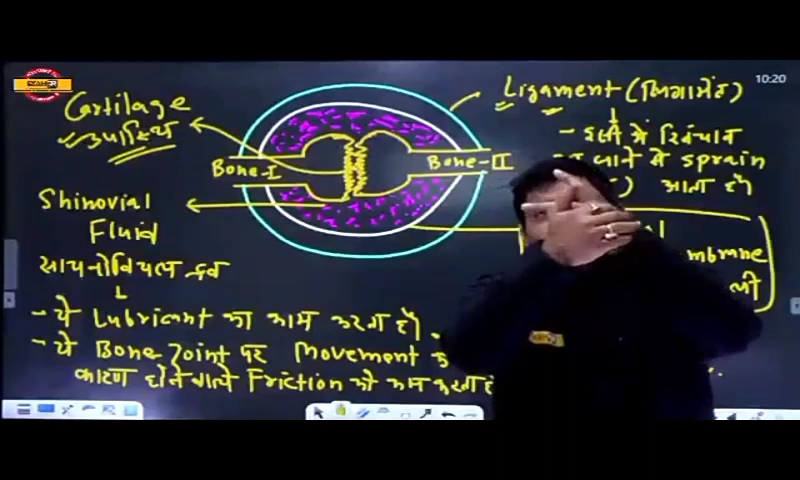 10:20
Cartilage
उपास्थि
Ligament (लिगामेंट)
- इसी में खिंचाव
जाने से sprain
आता है
Bone-I
Bone-II
Shinovial
Fluid
सायनोवियल द्रव
mbrane
- ये Lubricant का काम करता है।
- ये Bone Joint पर Movement के
कारण होने वाले Friction को कम करता है